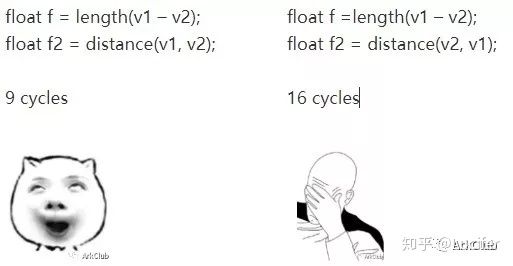 float f = length(v1 – v2);
float f2 = distance(v1, v2);
9 cycles
float f =length(v1 – v2);
float f2 = distance(v2, v1);
16 cycles
ArkClub
知乎 @Lucifer
ArkClub